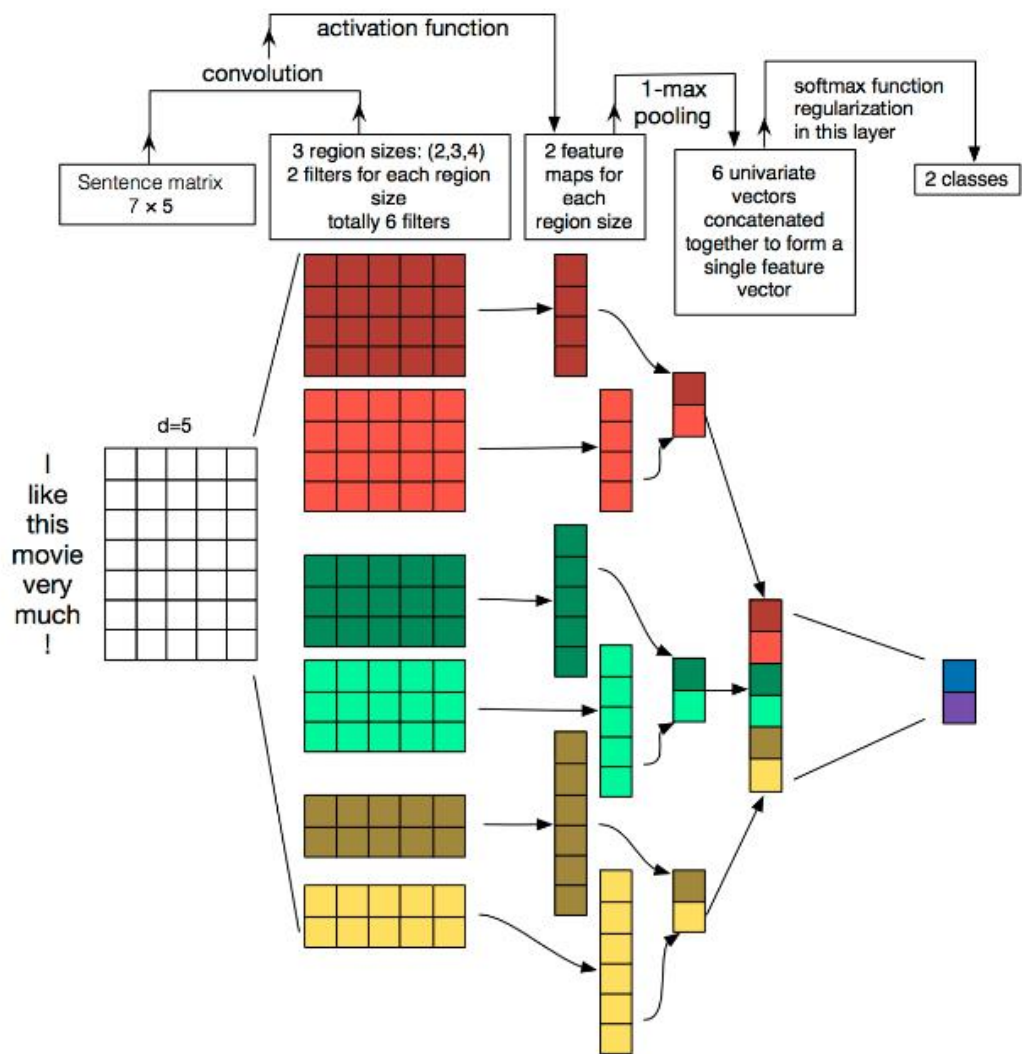 activation function
convolution
1-max
pooling
softmax function
regularization
in this layer
Sentence matrix
7 × 5
3 region sizes: (2,3,4)
2 filters for each region
size
totally 6 filters
2 feature
maps for
each
region size
6 univariate
vectors
concatenated
together to form a
single feature
vector
2 classes
d=5
I
like
this
movie
very
much
!